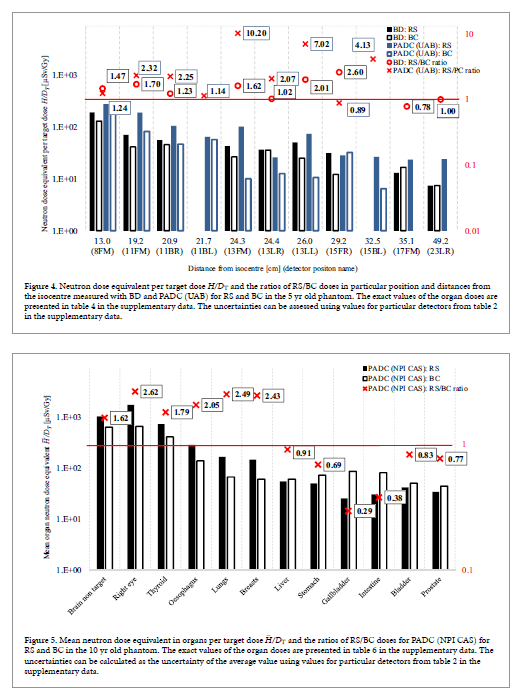 BD: RS
BD: BC
PADC (UAB): RS
PADC (UAB): BC
BD: RS/BC ratio
PADC (UAB): RS/PC ratio
Neutron dose equivalent per target dose H/DT [µSv/Gy]
1.E+03
1.E+02
1.E+01
1.E+00
10
1
0.1
0.01
1.47
1.24
2.32
1.70
2.25
1.23
1.14
10.20
1.62
2.07
1.02
7.02
2.01
2.60
0.89
4.13
0.78
1.00
13.0 19.2 20.9 21.7 24.3 24.4 26.0 29.2 32.5 35.1 49.2
(8FM) (11FM) (11BR) (11BL) (13FM) (13LR) (13LL) (15FR) (15BL) (17FM) (23LR)
Distance from isocentre [cm] (detector positon name)
Figure 4. Neutron dose equivalent per target dose H/DT and the ratios of RS/BC doses in particular position and distances from
the isocentre measured with BD and PADC (UAB) for RS and BC in the 5 yr old phantom. The exact values of the organ doses are
presented in table 4 in the supplementary data. The uncertainties can be assessed using values for particular detectors from table 2
in the supplementary data.
PADC (NPI CAS): RS
PADC (NPI CAS): BC
PADC (NPI CAS): RS/BC ratio
Mean organ neutron dose equivalent H̄/DT [µSv/Gy]
1.E+03
1.E+02
1.E+01
1.E+00
1
0.1
1.62
2.62
1.79
2.05
2.49
2.43
0.91
0.69
0.29
0.38
0.83
0.77
Brain non target
Right eye
Thyroid
Oesophagus
Lungs
Breasts
Liver
Stomach
Gallbladder
Intestine
Bladder
Prostate
Figure 5. Mean neutron dose equivalent in organs per target dose H̄/DT and the ratios of RS/BC doses for PADC (NPI CAS) for
RS and BC in the 10 yr old phantom. The exact values of the organ doses are presented in table 6 in the supplementary data. The
uncertainties can be calculated as the uncertainty of the average value using values for particular detectors from table 2 in the
supplementary data.